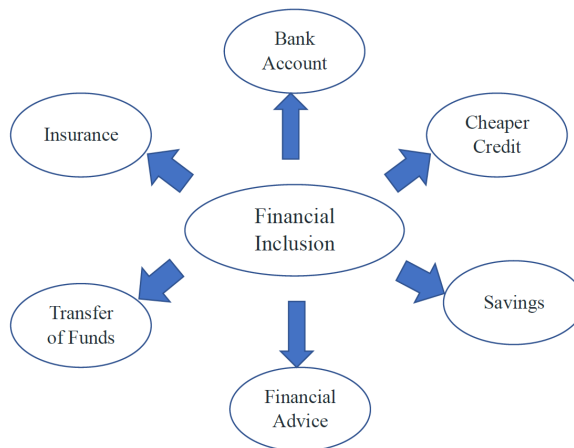 Bank
Account
Insurance
Cheaper
Credit
Financial
Inclusion
Transfer
of Funds
Savings
Financial
Advice